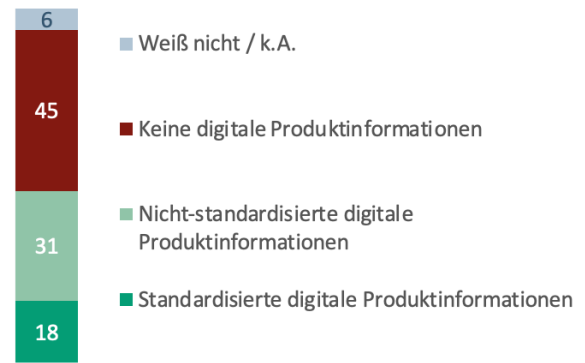 6
Weiß nicht / k.A.
45
Keine digitale Produktinformationen
31
Nicht-standardisierte digitale
Produktinformationen
18
Standardisierte digitale Produktinformationen